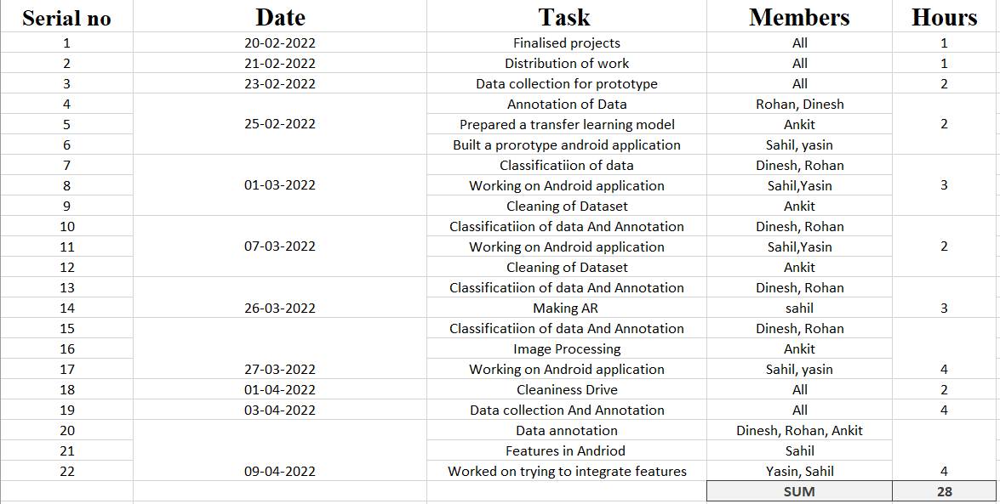 Serial no Date Task Members Hours
1 20-02-2022 Finalised projects All 1
2 21-02-2022 Distribution of work All 1
3 23-02-2022 Data collection for prototype All 2
4 Annotation of Data Rohan, Dinesh
5 25-02-2022 Prepared a transfer learning model Ankit 2
6 Built a prorotype android application Sahil, yasin
7 Classificatiion of data Dinesh, Rohan
8 01-03-2022 Working on Android application Sahil,Yasin 3
9 Cleaning of Dataset Ankit
10 Classificatiion of data And Annotation Dinesh, Rohan
11 07-03-2022 Working on Android application Sahil,Yasin 2
12 Cleaning of Dataset Ankit
13 Classificatiion of data And Annotation Dinesh, Rohan
14 26-03-2022 Making AR sahil 3
15 Classificatiion of data And Annotation Dinesh, Rohan
16 Image Processing Ankit
17 27-03-2022 Working on Android application Sahil, yasin 4
18 01-04-2022 Cleaniness Drive All 2
19 03-04-2022 Data collection And Annotation All 4
20 Data annotation Dinesh, Rohan, Ankit
21 Features in Andriod Sahil
22 09-04-2022 Worked on trying to integrate features Yasin, Sahil 4
SUM 28